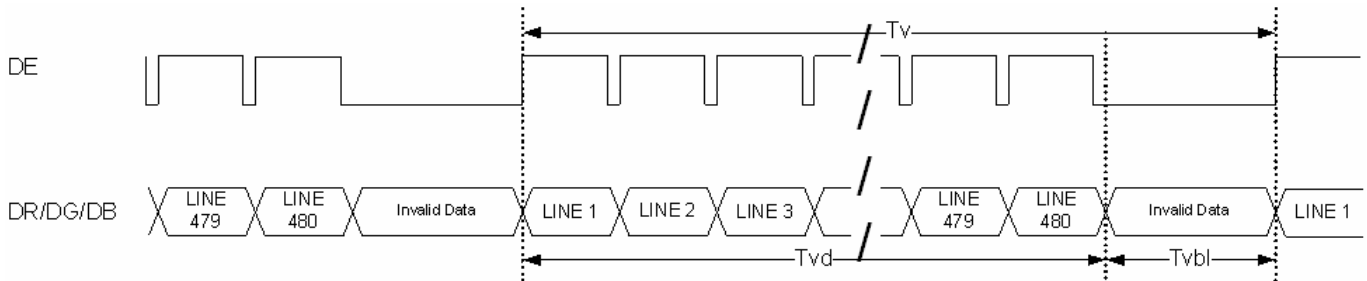 Tv
DE
DR/DG/DB
LINE 479
LINE 480
Invalid Data
LINE 1
LINE 2
LINE 3
LINE 479
LINE 480
Invalid Data
LINE 1
Tvd
Tvbl